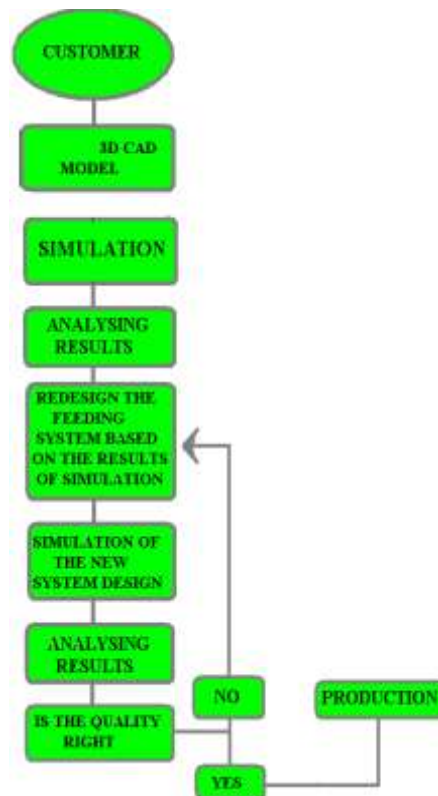 CUSTOMER
3D CAD
MODEL
SIMULATION
ANALYSING
RESULTS
REDESIGN THE
FEEDING
SYSTEM BASED
ON THE RESULTS
OF SIMULATION
SIMULATION OF
THE NEW
SYSTEM DESIGN
ANALYSING
RESULTS
IS THE QUALITY
RIGHT
NO
YES
PRODUCTION